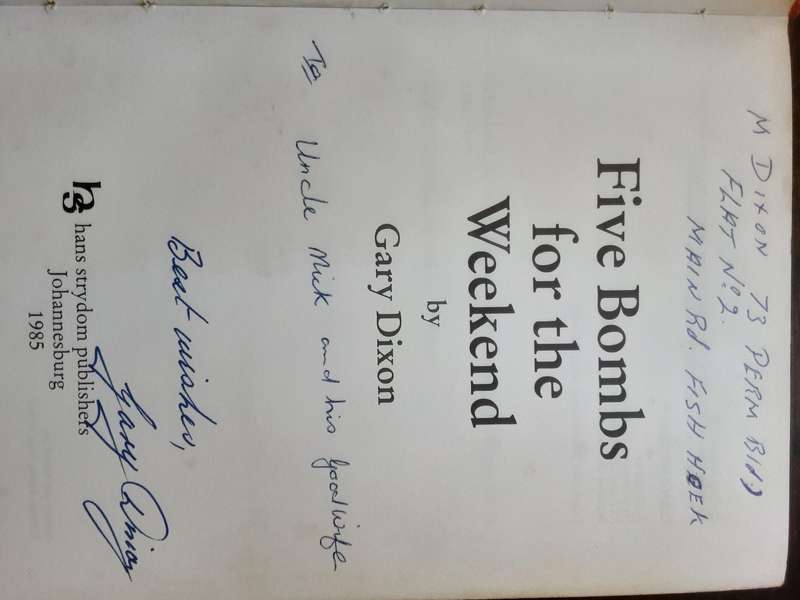 M DIXON 73 PERM BLD)
FLAT No 2.
MAIN Rd. FISH HOEK
Five Bombs
for the
Weekend
by
Gary Dixon
To Uncle Mick and his goodwife
Best wishes,
Gary Dixon
hs hans strydom publishers
Johannesburg
1985